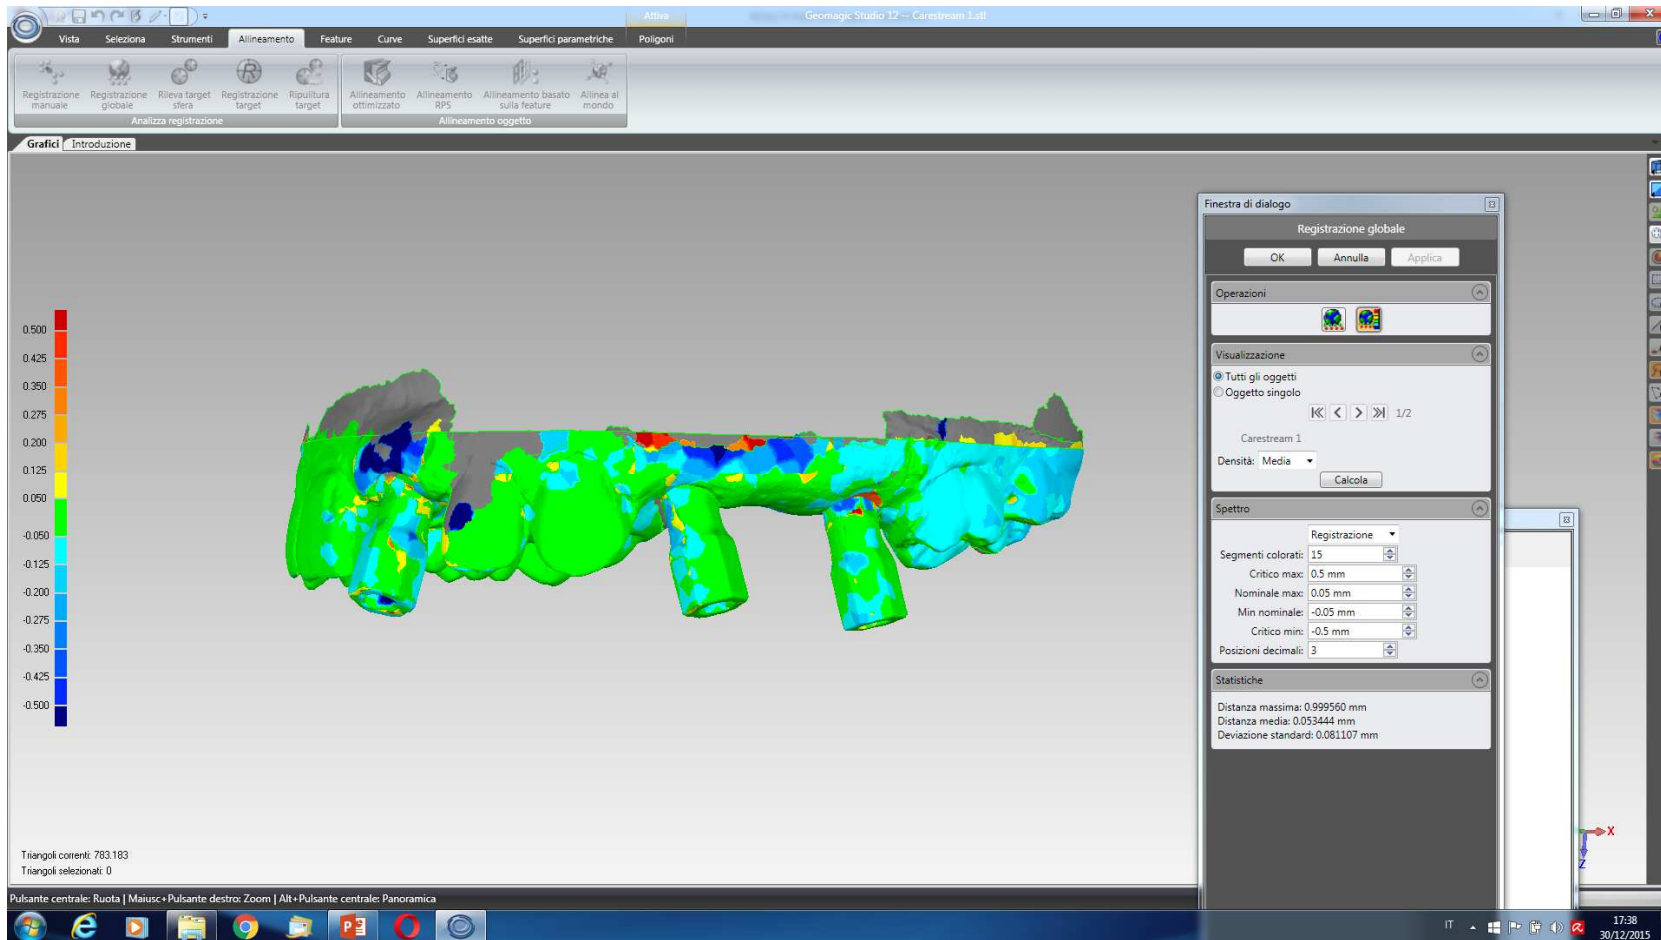 Attiva
Geomagic Studio 12 -- Carestream 1.stl
Vista Seleziona Strumenti Allineamento Feature Curve Superfici esatte Superfici parametriche Poligoni
Registrazione manuale
Registrazione globale
Rileva target sfera
Registrazione target
Ripulitura target
Allineamento ottimizzato
Allineamento RPS
Allineamento basato sulla feature
Allinea al mondo
Analizza registrazione
Allineamento oggetto
Grafici Introduzione
0.500
0.425
0.350
0.275
0.200
0.125
0.050
-0.050
-0.125
-0.200
-0.275
-0.350
-0.425
-0.500
Finestra di dialogo
Registrazione globale
OK Annulla Applica
Operazioni
Visualizzazione
Tutti gli oggetti
Oggetto singolo
1/2
Carestream 1
Densità: Media
Calcola
Spettro
Registrazione
Segmenti colorati: 15
Critico max: 0.5 mm
Nominale max: 0.05 mm
Min nominale: -0.05 mm
Critico min: -0.5 mm
Posizioni decimali: 3
Statistiche
Distanza massima: 0.999560 mm
Distanza media: 0.053444 mm
Deviazione standard: 0.081107 mm
X
Z
Triangoli correnti: 783.183
Triangoli selezionati: 0
Pulsante centrale: Ruota | Maiusc+Pulsante destro: Zoom | Alt+Pulsante centrale: Panoramica
IT
17:38
30/12/2015